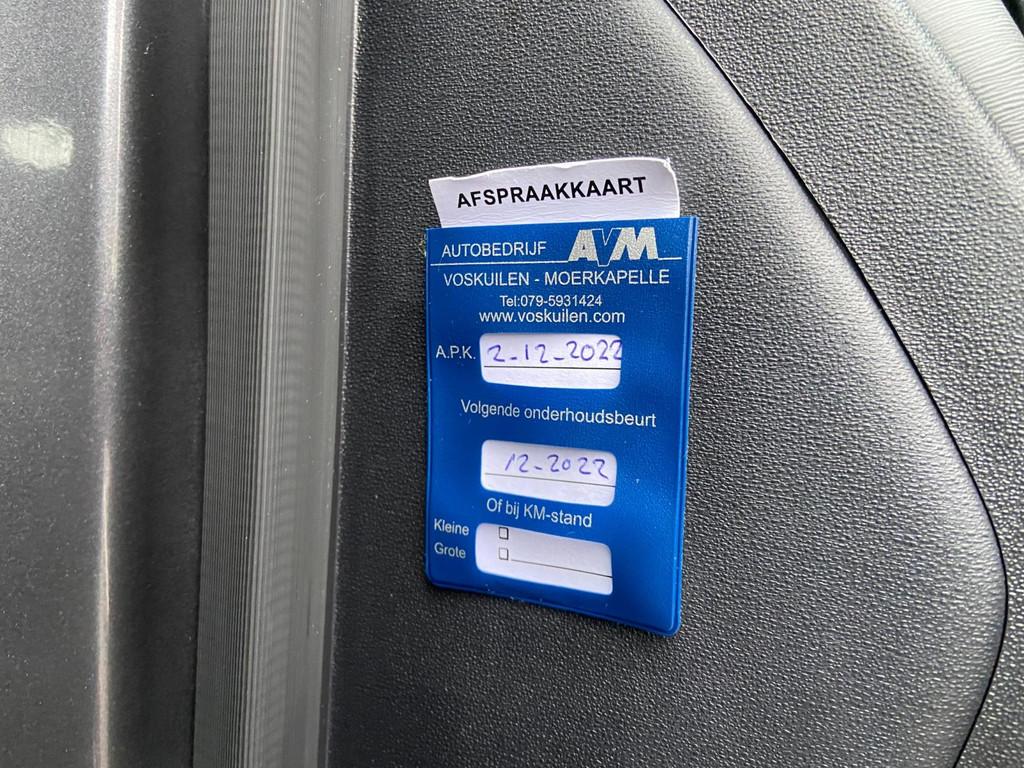 AFSPRAAKKAART
AUTOBEDRIJF AVM
VOSKUILEN - MOERKAPELLE
Tel:079-5931424
www.voskuilen.com
A.P.K. 2-12-2022
Volgende onderhoudsbeurt
12-2022
Of bij KM-stand
Kleine
Grote